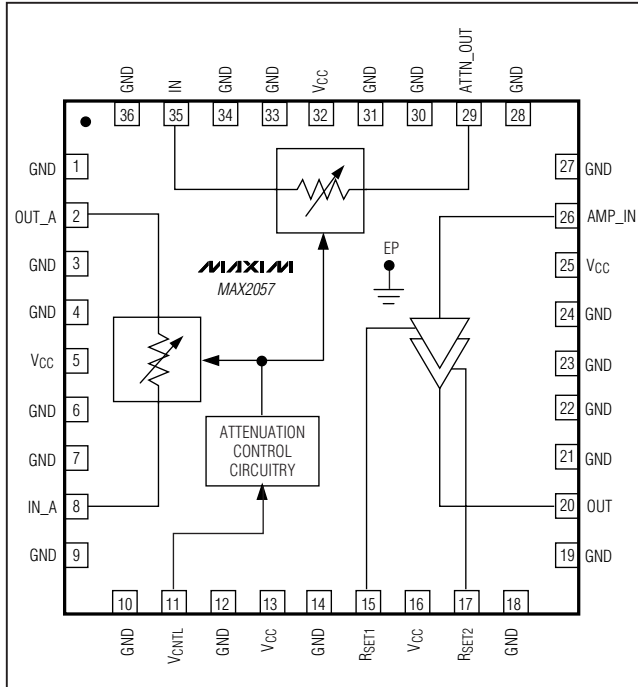 GND
IN
GND
GND
VCC
GND
GND
ATTN_OUT
GND
36
35
34
33
32
31
30
29
28
GND 1
OUT_A 2
GND 3
GND 4
VCC 5
GND 6
GND 7
IN_A 8
GND 9
MAXIM
MAX2057
EP
ATTENUATION
CONTROL
CIRCUITRY
27 GND
26 AMP_IN
25 VCC
24 GND
23 GND
22 GND
21 GND
20 OUT
19 GND
10
11
12
13
14
15
16
17
18
GND
VCNTL
GND
VCC
GND
RSET1
VCC
RSET2
GND